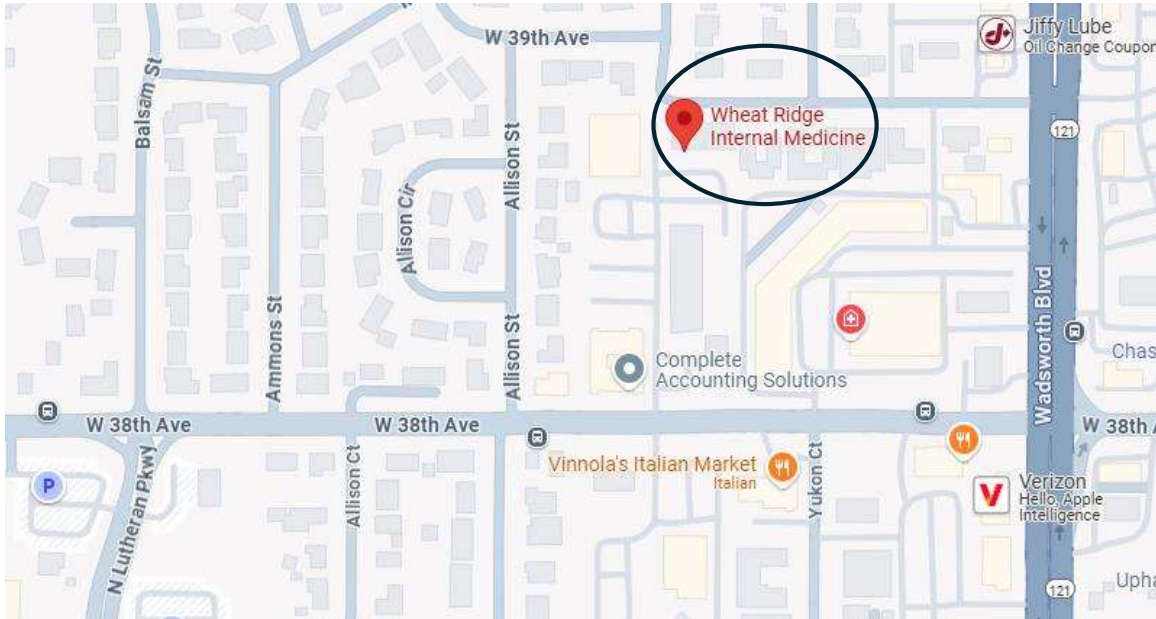 Jiffy Lube
Oil Change Coupon
W 39th Ave
Balsam St
Wheat Ridge
Internal Medicine
121
Allison St
Allison Cir
Ammons St
Allison St
Wadsworth Blvd
Complete
Accounting Solutions
Chas
W 38th Ave
W 38th Ave
W 38th A
Vinnola's Italian Market
Italian
P
N Lutheran Pkwy
Allison Ct
Yukon Ct
Verizon
Hello, Apple
Intelligence
121
Upha